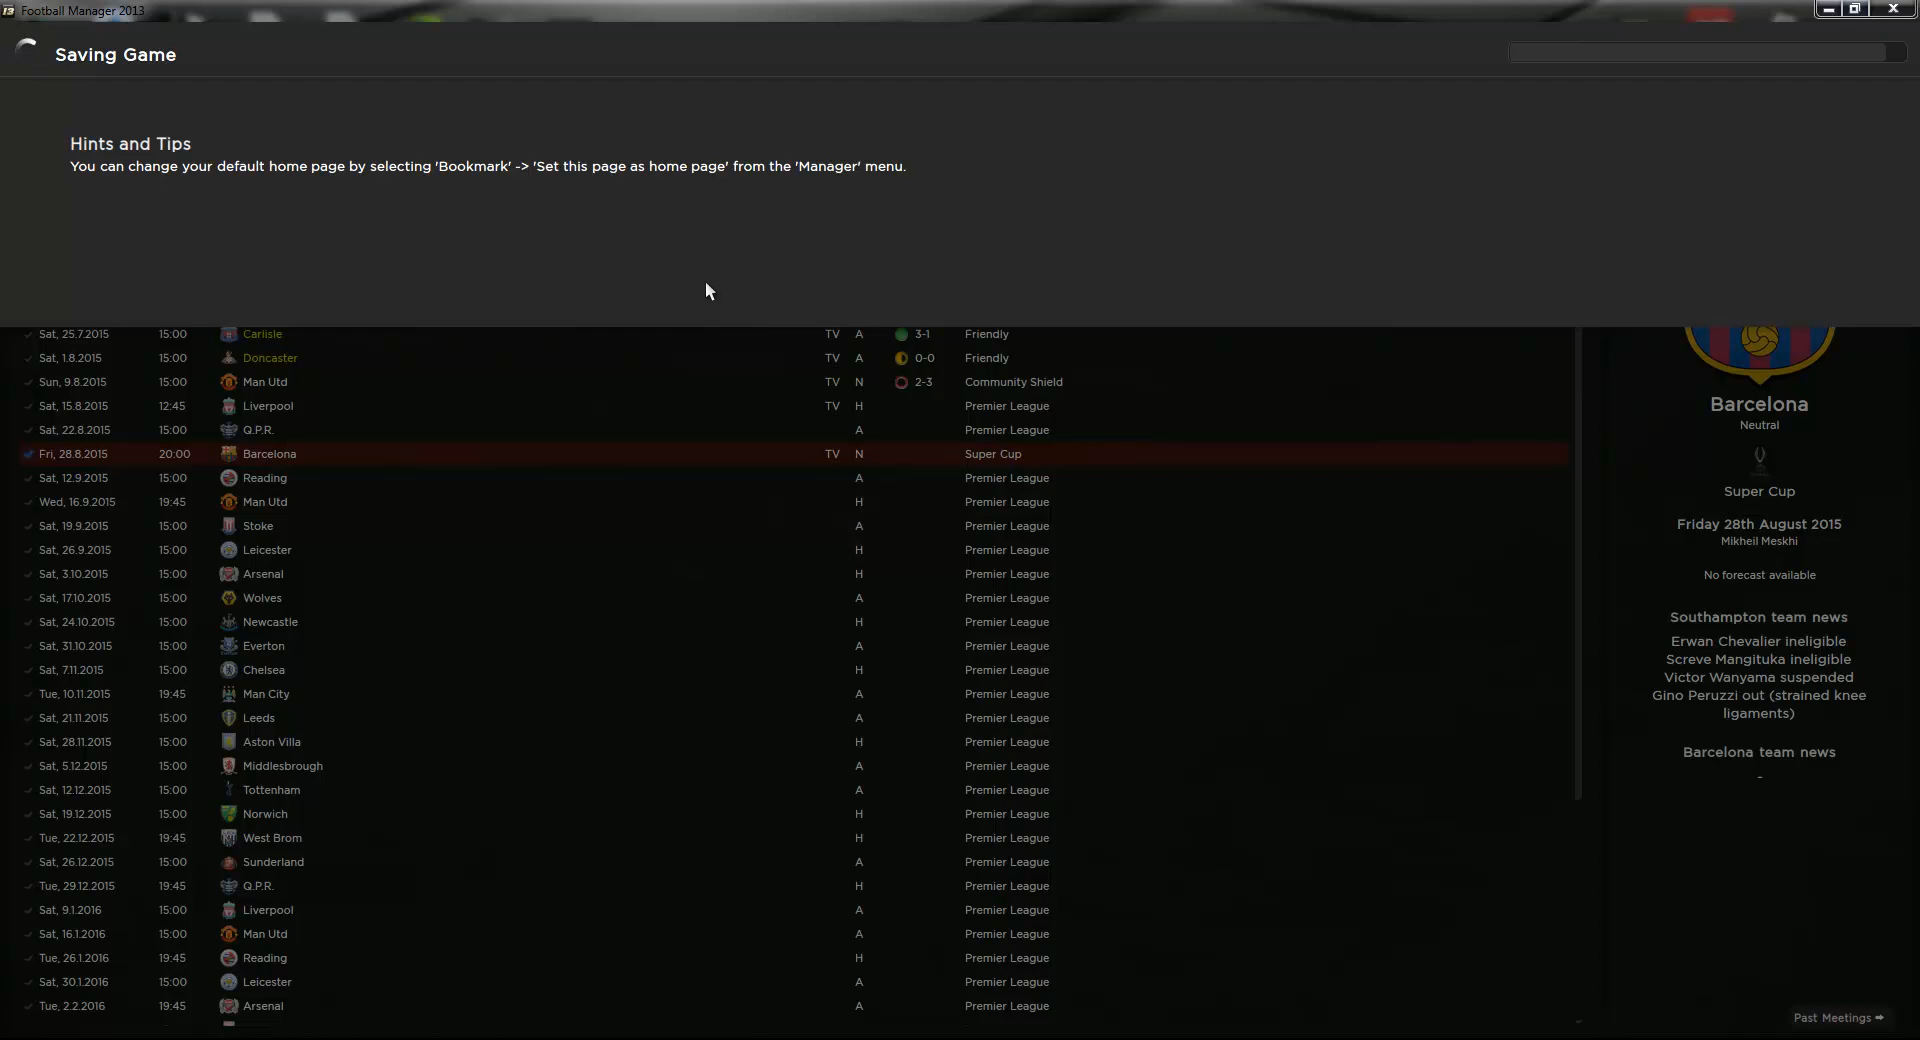 Football Manager 2013
Saving Game
Hints and Tips
You can change your default home page by selecting 'Bookmark' -> 'Set this page as home page' from the 'Manager' menu.
Sat, 25.7.2015 15:00 Carlisle TV A 3-1 Friendly
Sat, 1.8.2015 15:00 Doncaster TV A 0-0 Friendly
Sun, 9.8.2015 15:00 Man Utd TV N 2-3 Community Shield
Sat, 15.8.2015 12:45 Liverpool TV H Premier League
Sat, 22.8.2015 15:00 Q.P.R. A Premier League
Fri, 28.8.2015 20:00 Barcelona TV N Super Cup
Sat, 12.9.2015 15:00 Reading A Premier League
Wed, 16.9.2015 19:45 Man Utd H Premier League
Sat, 19.9.2015 15:00 Stoke A Premier League
Sat, 26.9.2015 15:00 Leicester H Premier League
Sat, 3.10.2015 15:00 Arsenal H Premier League
Sat, 17.10.2015 15:00 Wolves A Premier League
Sat, 24.10.2015 15:00 Newcastle H Premier League
Sat, 31.10.2015 15:00 Everton A Premier League
Sat, 7.11.2015 15:00 Chelsea H Premier League
Tue, 10.11.2015 19:45 Man City A Premier League
Sat, 21.11.2015 15:00 Leeds A Premier League
Sat, 28.11.2015 15:00 Aston Villa H Premier League
Sat, 5.12.2015 15:00 Middlesbrough A Premier League
Sat, 12.12.2015 15:00 Tottenham A Premier League
Sat, 19.12.2015 15:00 Norwich H Premier League
Tue, 22.12.2015 19:45 West Brom H Premier League
Sat, 26.12.2015 15:00 Sunderland A Premier League
Tue, 29.12.2015 19:45 Q.P.R. H Premier League
Sat, 9.1.2016 15:00 Liverpool A Premier League
Sat, 16.1.2016 15:00 Man Utd A Premier League
Tue, 26.1.2016 19:45 Reading H Premier League
Sat, 30.1.2016 15:00 Leicester A Premier League
Tue, 2.2.2016 19:45 Arsenal A Premier League
Barcelona
Neutral
Super Cup
Friday 28th August 2015
Mikheil Meskhi
No forecast available
Southampton team news
Erwan Chevalier ineligible
Screve Mangituka ineligible
Victor Wanyama suspended
Gino Peruzzi out (strained knee
ligaments)
Barcelona team news
-
Past Meetings